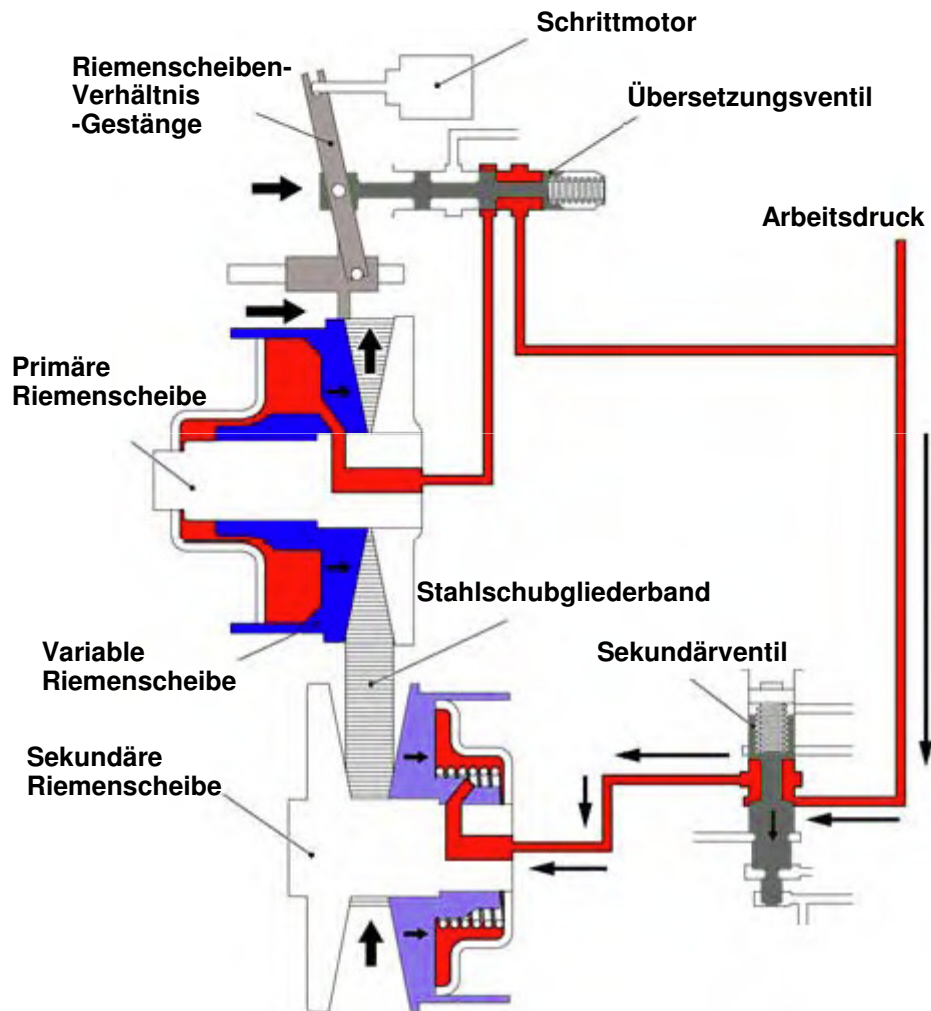 Schrittmotor
Riemenscheiben-
Verhältnis
-Gestänge
Übersetzungsventil
Arbeitsdruck
Primäre
Riemenscheibe
Stahlschubgliederband
Variable
Riemenscheibe
Sekundärventil
Sekundäre
Riemenscheibe